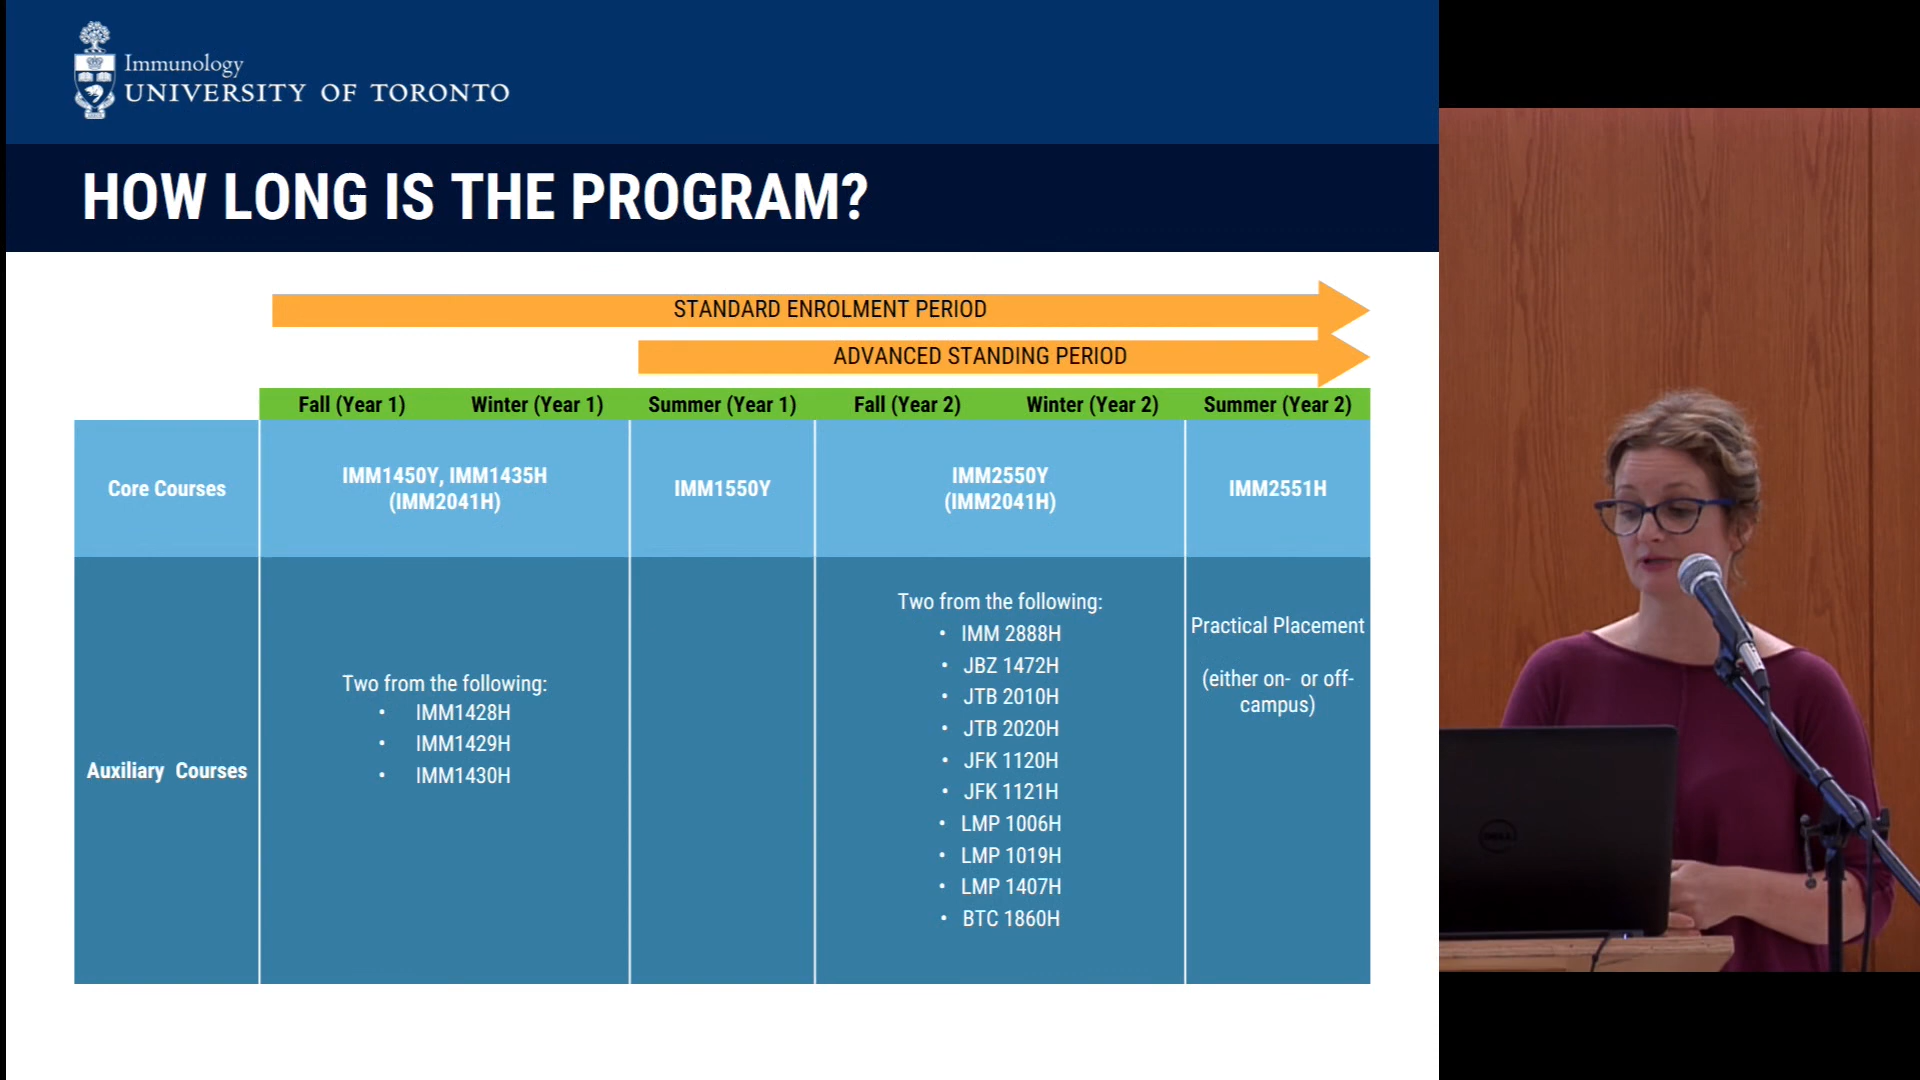 Immunology
UNIVERSITY OF TORONTO
HOW LONG IS THE PROGRAM?
STANDARD ENROLMENT PERIOD
ADVANCED STANDING PERIOD
Fall (Year 1)
Winter (Year 1)
Summer (Year 1)
Fall (Year 2)
Winter (Year 2)
Summer (Year 2)
Core Courses
IMM1450Y, IMM1435H
(IMM2041H)
IMM1550Y
IMM2550Y
(IMM2041H)
IMM2551H
Auxiliary Courses
Two from the following:
• IMM1428H
• IMM1429H
• IMM1430H
Two from the following:
• IMM 2888H
• JBZ 1472H
• JTB 2010H
• JTB 2020H
• JFK 1120H
• JFK 1121H
• LMP 1006H
• LMP 1019H
• LMP 1407H
• BTC 1860H
Practical Placement
(either on- or off-
campus)
DELL